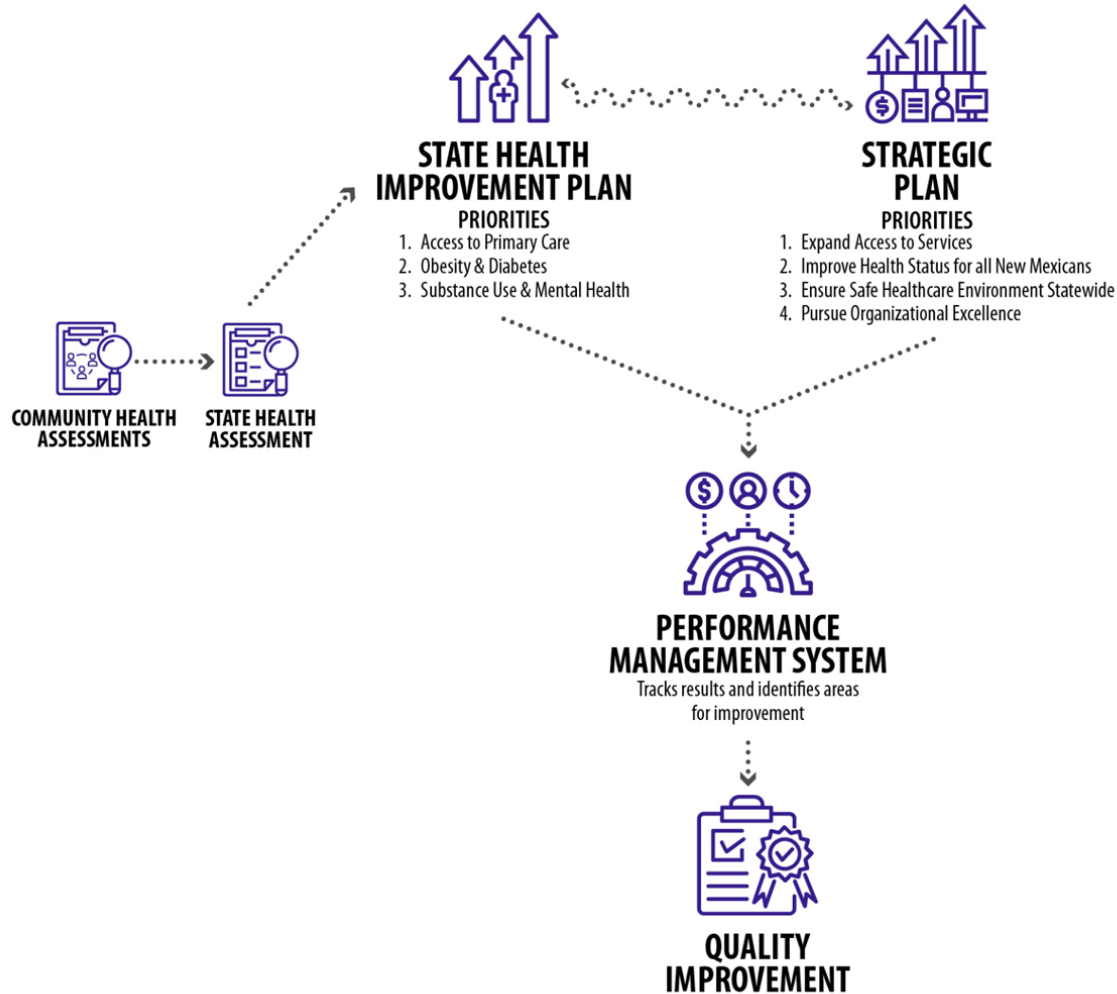 STATE HEALTH
IMPROVEMENT PLAN
PRIORITIES
1. Access to Primary Care
2. Obesity & Diabetes
3. Substance Use & Mental Health
$
STRATEGIC
PLAN
PRIORITIES
1. Expand Access to Services
2. Improve Health Status for all New Mexicans
3. Ensure Safe Healthcare Environment Statewide
4. Pursue Organizational Excellence
COMMUNITY HEALTH
ASSESSMENTS
STATE HEALTH
ASSESSMENT
$
PERFORMANCE
MANAGEMENT SYSTEM
Tracks results and identifies areas
for improvement
QUALITY
IMPROVEMENT